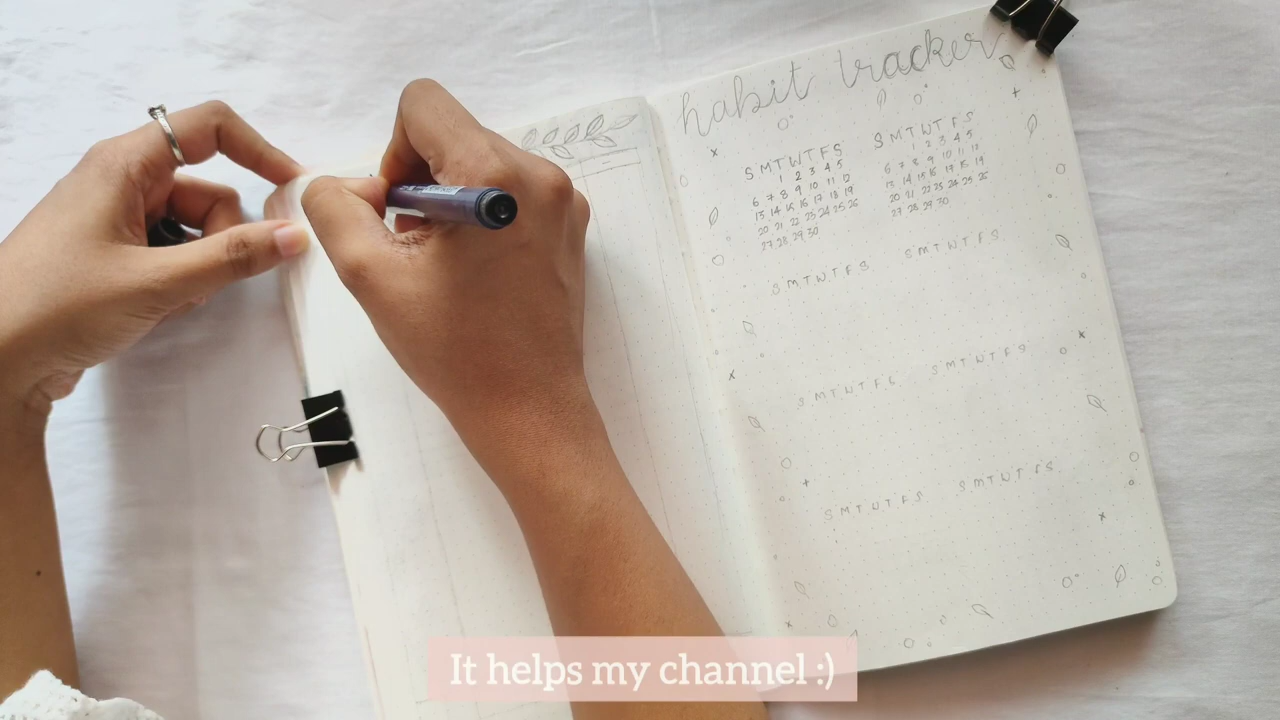 habit tracker
S M T W T F S
1 2 3 4 5
6 7 8 9 10 11 12
13 14 15 16 17 18 19
20 21 22 23 24 25 26
27 28 29 30
S M T W T F S
1 2 3 4 5
6 7 8 9 10 11 12
13 14 15 16 17 18 19
20 21 22 23 24 25 26
27 28 29 30
S M T W T F S
S M T W T F S
S M T W T F S
S M T W T F S
S M T W T F S
S M T W T F S
It helps my channel :)